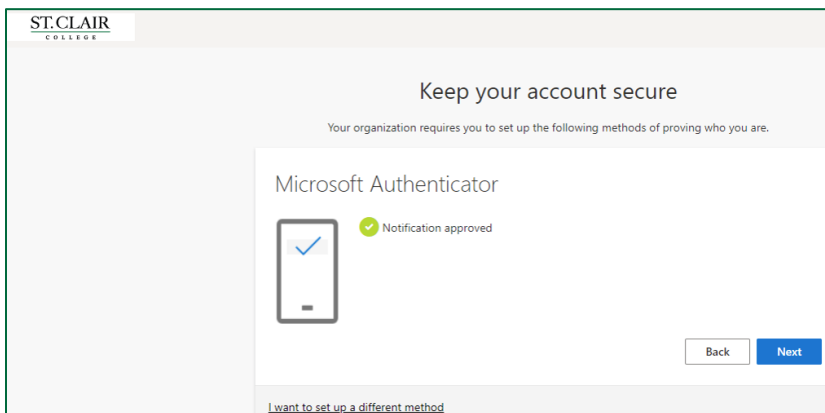 ST. CLAIR
COLLEGE
Keep your account secure
Your organization requires you to set up the following methods of proving who you are.
Microsoft Authenticator
Notification approved
Back Next
I want to set up a different method